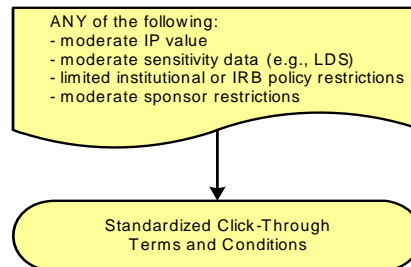 ANY of the following:
- moderate IP value
- moderate sensitivity data (e.g., LDS)
- limited institutional or IRB policy restrictions
- moderate sponsor restrictions
Standardized Click-Through
Terms and Conditions